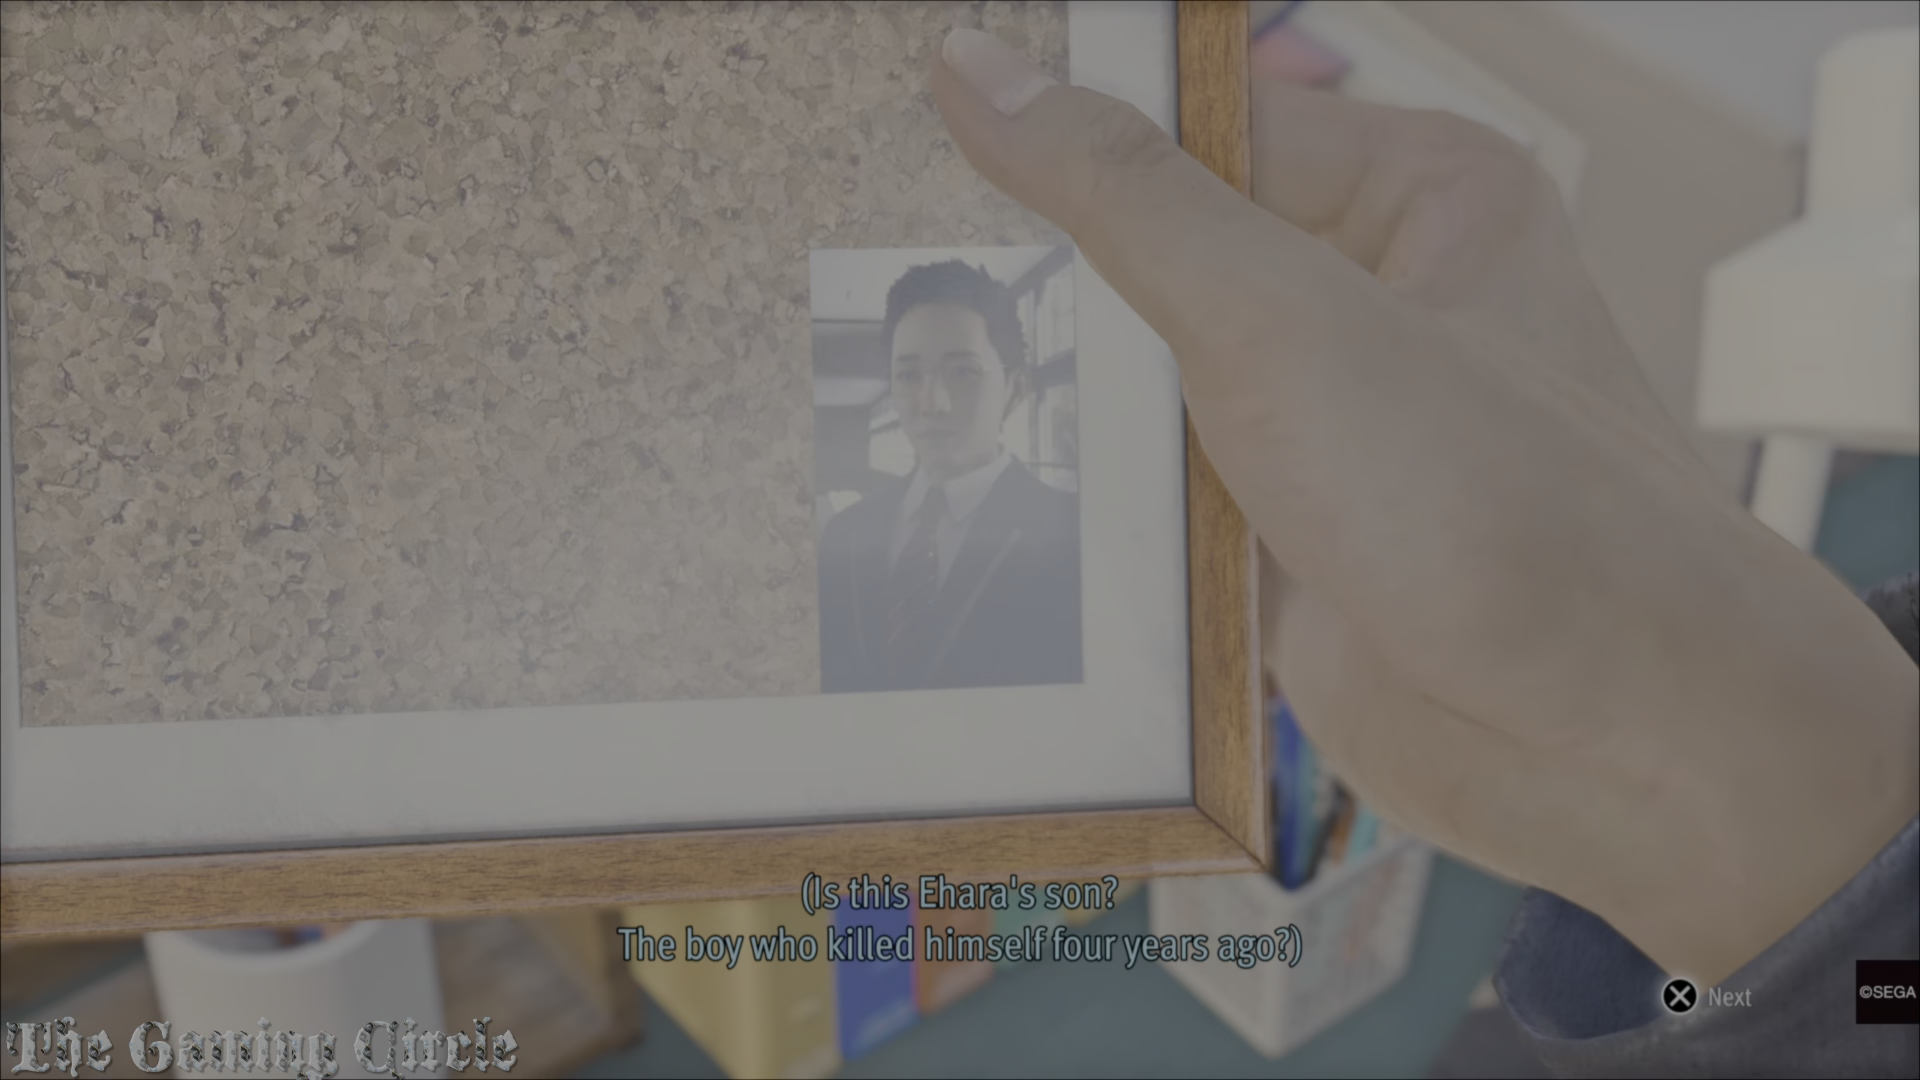 (Is this Ehara's son?
The boy who killed himself four years ago?)
Next
©SEGA
The Gaming Circle